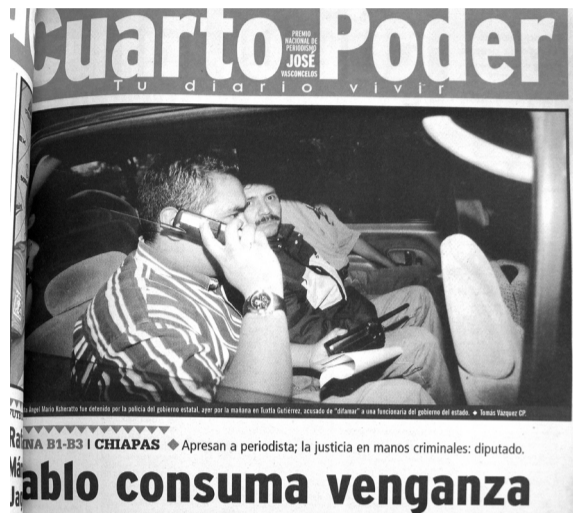 Cuarto Poder
PREMIO
NACIONAL DE
PERIODISMO
JOSÉ
VASCONCELOS
Tu diario vivir
Ángel Mario Ksheratto fue detenido por la policía del gobierno estatal, ayer por la mañana en Tuxtla Gutiérrez, acusado de "difamar" a una funcionaria del gobierno del estado. ◆ Tomás Vázquez CP.
NA B1-B3 | CHIAPAS ◆ Apresan a periodista; la justicia en manos criminales: diputado.
ablo consuma venganza